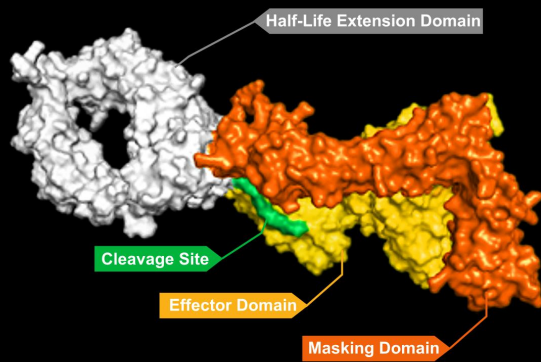 Half-Life Extension Domain
Cleavage Site
Effector Domain
Masking Domain